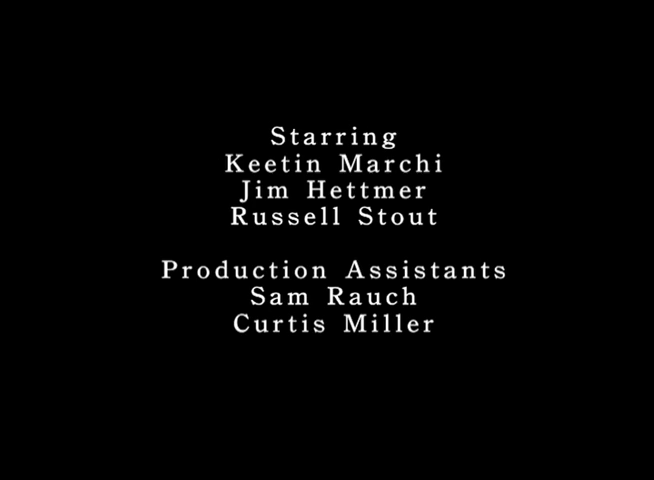 Starring
Keetin Marchi
Jim Hettmer
Russell Stout
Production Assistants
Sam Rauch
Curtis Miller